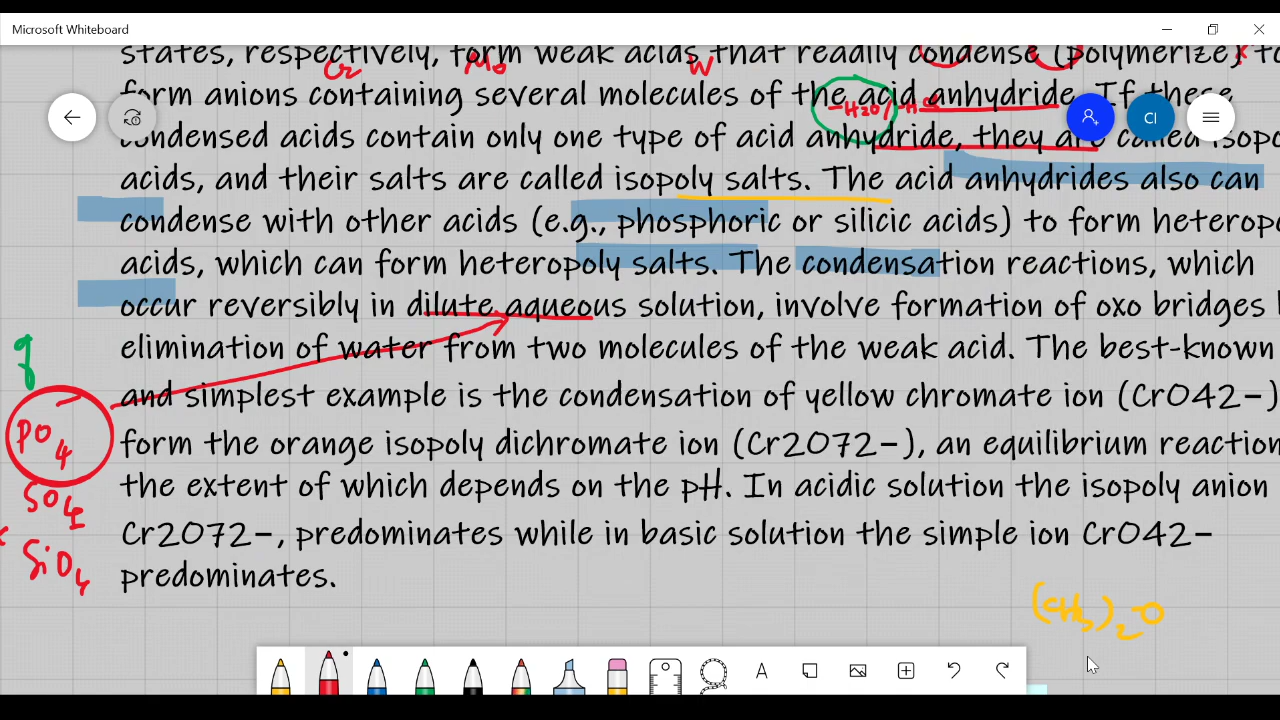 Microsoft Whiteboard
states, respectively, form weak acids that readily condense (polymerize) to
Cr Mo W
form anions containing several molecules of the acid anhydride. If these
-H2O/-H
condensed acids contain only one type of acid anhydride, they are called isopo
CI
acids, and their salts are called isopoly salts. The acid anhydrides also can
condense with other acids (e.g., phosphoric or silicic acids) to form heteropo
acids, which can form heteropoly salts. The condensation reactions, which
occur reversibly in dilute aqueous solution, involve formation of oxo bridges
elimination of water from two molecules of the weak acid. The best-known
and simplest example is the condensation of yellow chromate ion (CrO42-)
PO4
form the orange isopoly dichromate ion (Cr2O72-), an equilibrium reaction
the extent of which depends on the pH. In acidic solution the isopoly anion
SO4
Cr2O72-, predominates while in basic solution the simple ion CrO42-
SiO4
predominates.
(CH3)2O
A